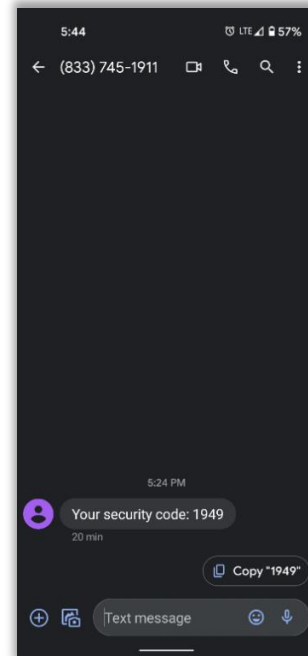 5:44 LTE 57%
(833) 745-1911
5:24 PM
Your security code: 1949
20 min
Copy "1949"
Text message